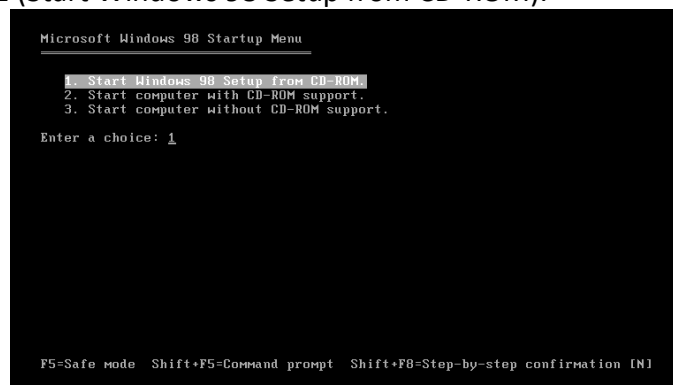 (Start Windows 98 Setup from CD-ROM).
Microsoft Windows 98 Startup Menu
1. Start Windows 98 Setup from CD-ROM.
2. Start computer with CD-ROM support.
3. Start computer without CD-ROM support.
Enter a choice: 1
F5=Safe mode Shift+F5=Command prompt Shift+F8=Step-by-step confirmation [N]